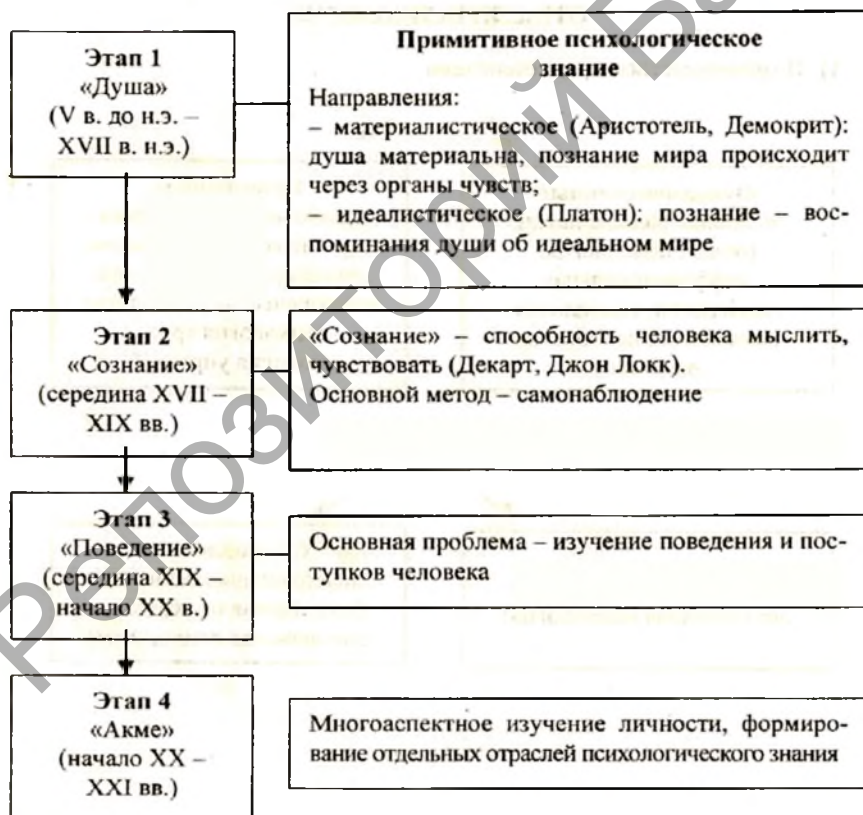 Этап 1
«Душа»
(V в. до н.э. –
XVII в. н.э.)
Примитивное психологическое
знание
Направления:
– материалистическое (Аристотель, Демокрит):
душа материальна, познание мира происходит
через органы чувств;
– идеалистическое (Платон): познание – вос-
поминания души об идеальном мире
Этап 2
«Сознание»
(середина XVII –
XIX вв.)
«Сознание» – способность человека мыслить,
чувствовать (Декарт, Джон Локк).
Основной метод – самонаблюдение
Этап 3
«Поведение»
(середина XIX –
начало XX в.)
Основная проблема – изучение поведения и пос-
тупков человека
Этап 4
«Акме»
(начало XX –
XXI вв.)
Многоаспектное изучение личности, формиро-
вание отдельных отраслей психологического знания
Репозиторий Ба